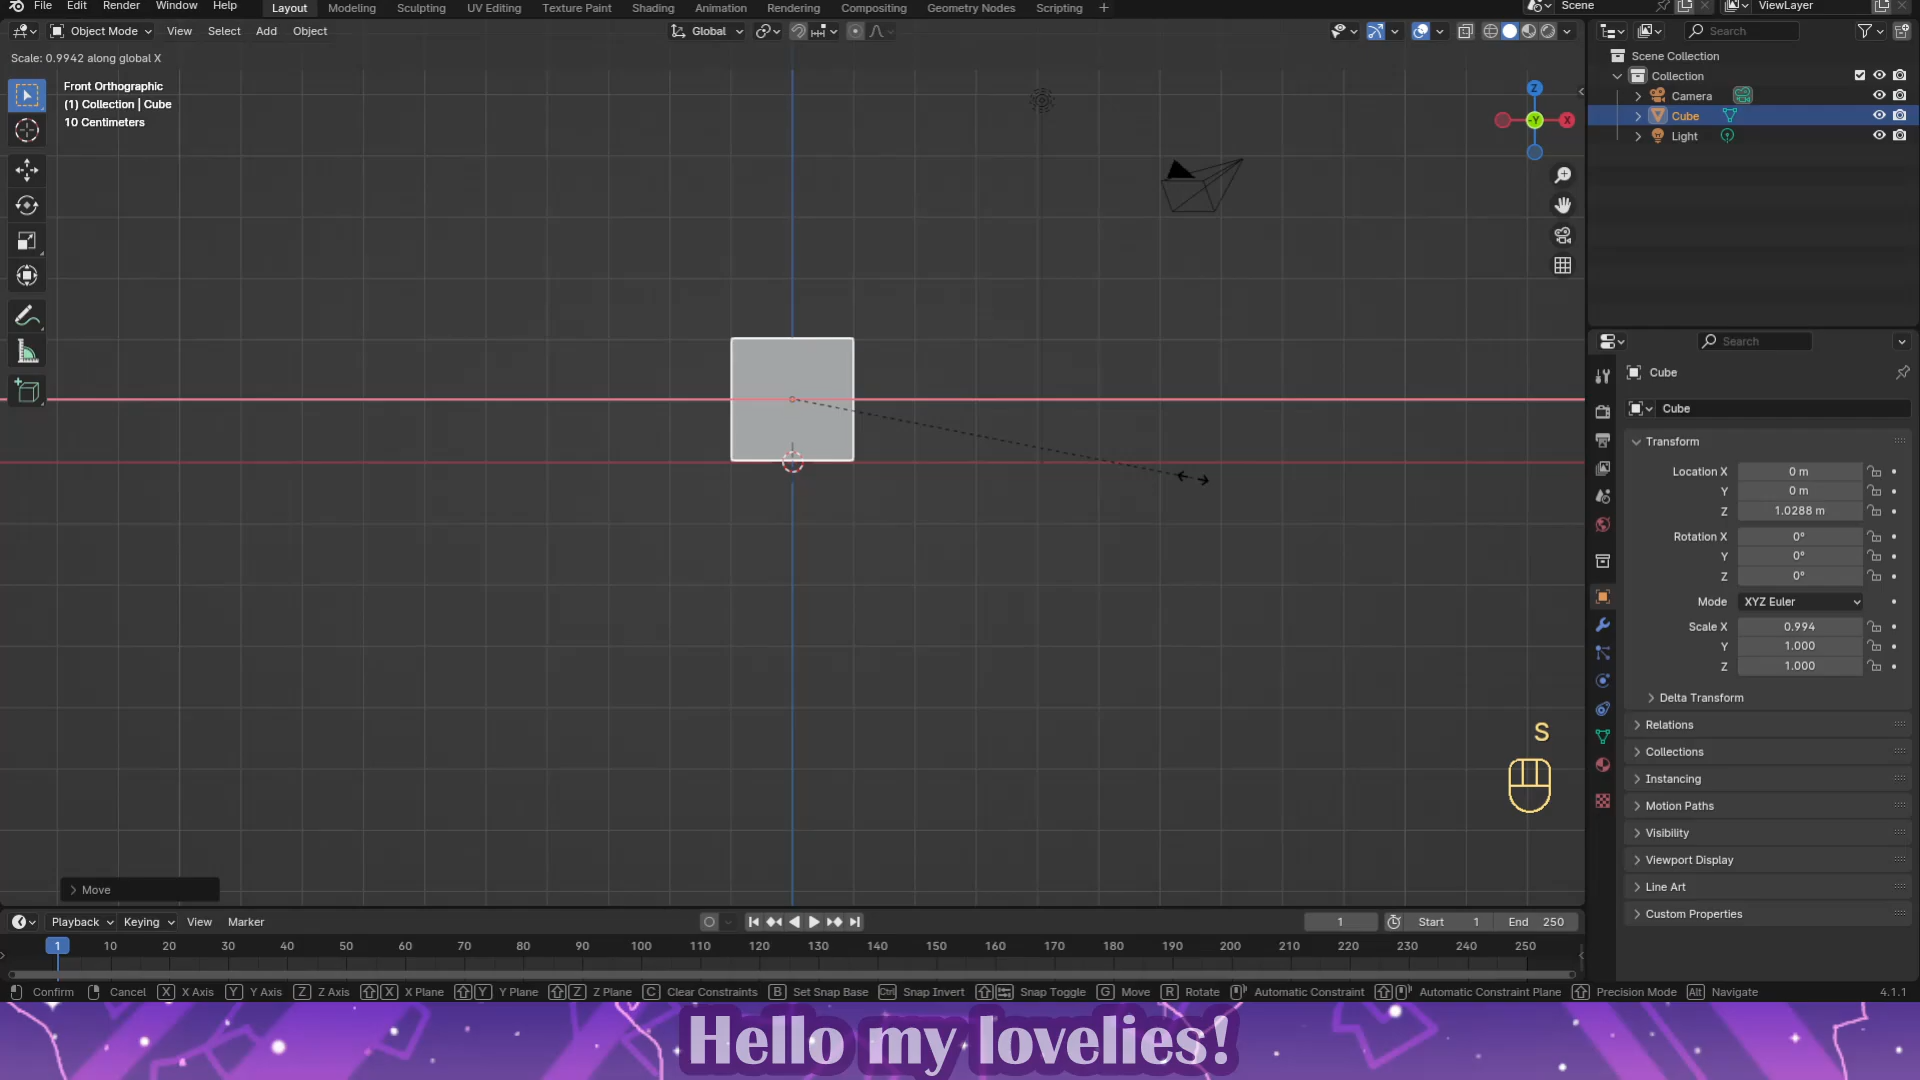 File Edit Render Window Help Layout Modeling Sculpting UV Editing Texture Paint Shading Animation Rendering Compositing Geometry Nodes Scripting + Scene ViewLayer
Object Mode View Select Add Object Global Search
Scale: 0.9942 along global X
Front Orthographic
(1) Collection | Cube
10 Centimeters
Z
-Y
X
Scene Collection
Collection
Camera
Cube
Light
Search
Cube
Cube
Transform
Location X 0 m
Y 0 m
Z 1.0288 m
Rotation X 0°
Y 0°
Z 0°
Mode XYZ Euler
Scale X 0.994
Y 1.000
Z 1.000
Delta Transform
Relations
Collections
Instancing
Motion Paths
Visibility
Viewport Display
Line Art
Custom Properties
S
Move
Playback Keying View Marker 1 Start 1 End 250
1 10 20 30 40 50 60 70 80 90 100 110 120 130 140 150 160 170 180 190 200 210 220 230 240 250
Confirm Cancel X X Axis Y Y Axis Z Z Axis X X Plane Y Y Plane Z Z Plane C Clear Constraints B Set Snap Base Ctrl Snap Invert Snap Toggle G Move R Rotate Automatic Constraint Automatic Constraint Plane Precision Mode Alt Navigate 4.1.1
Hello my lovelies!